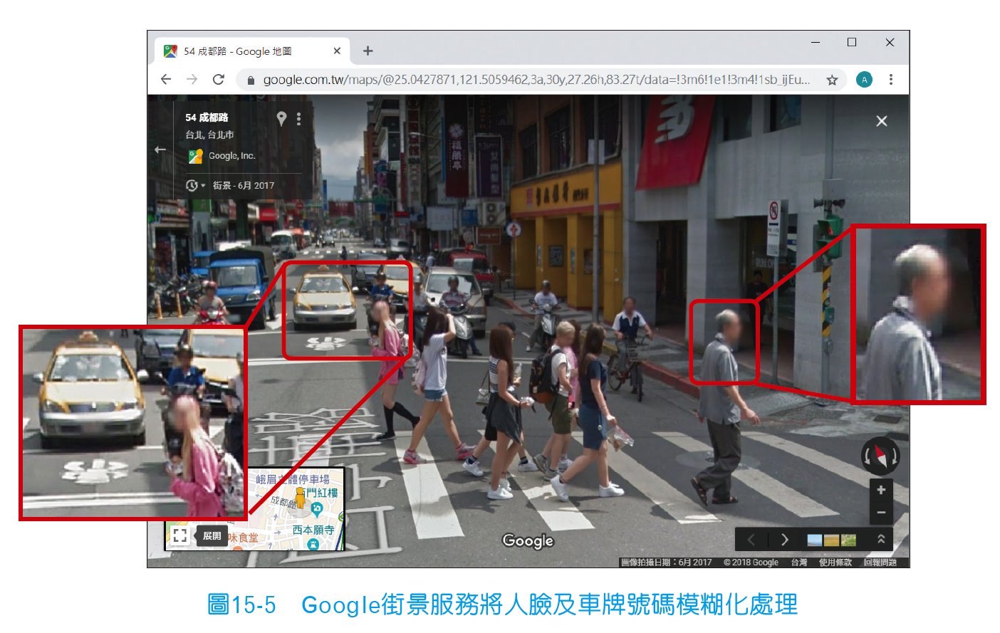 54 成都路 - Google 地圖
google.com.tw/maps/@25.0427871,121.5059462,3a,30y,27.26h,83.27t/data=!3m6!1e1!3m4!1sb_ijEu...
A
54 成都路
台北, 台北市
Google, Inc.
街景 - 6月 2017
RUN ON
峨眉立體停車場
西門紅樓
成都路
西本願寺
味食堂
展開
Google
圖像拍攝日期：6月 2017 © 2018 Google 台灣 使用條款 回報問題
圖15-5 Google街景服務將人臉及車牌號碼模糊化處理